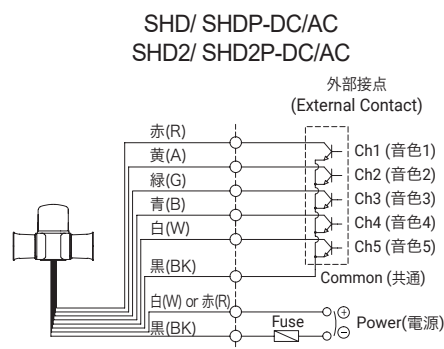 SHD/ SHDP-DC/AC
SHD2/ SHD2P-DC/AC
外部接点
(External Contact)
赤(R)
Ch1 (音色1)
黄(A)
Ch2 (音色2)
緑(G)
Ch3 (音色3)
青(B)
Ch4 (音色4)
白(W)
Ch5 (音色5)
黒(BK)
Common (共通)
白(W) or 赤(R)
⊕
Fuse
Power(電源)
黒(BK)
⊖